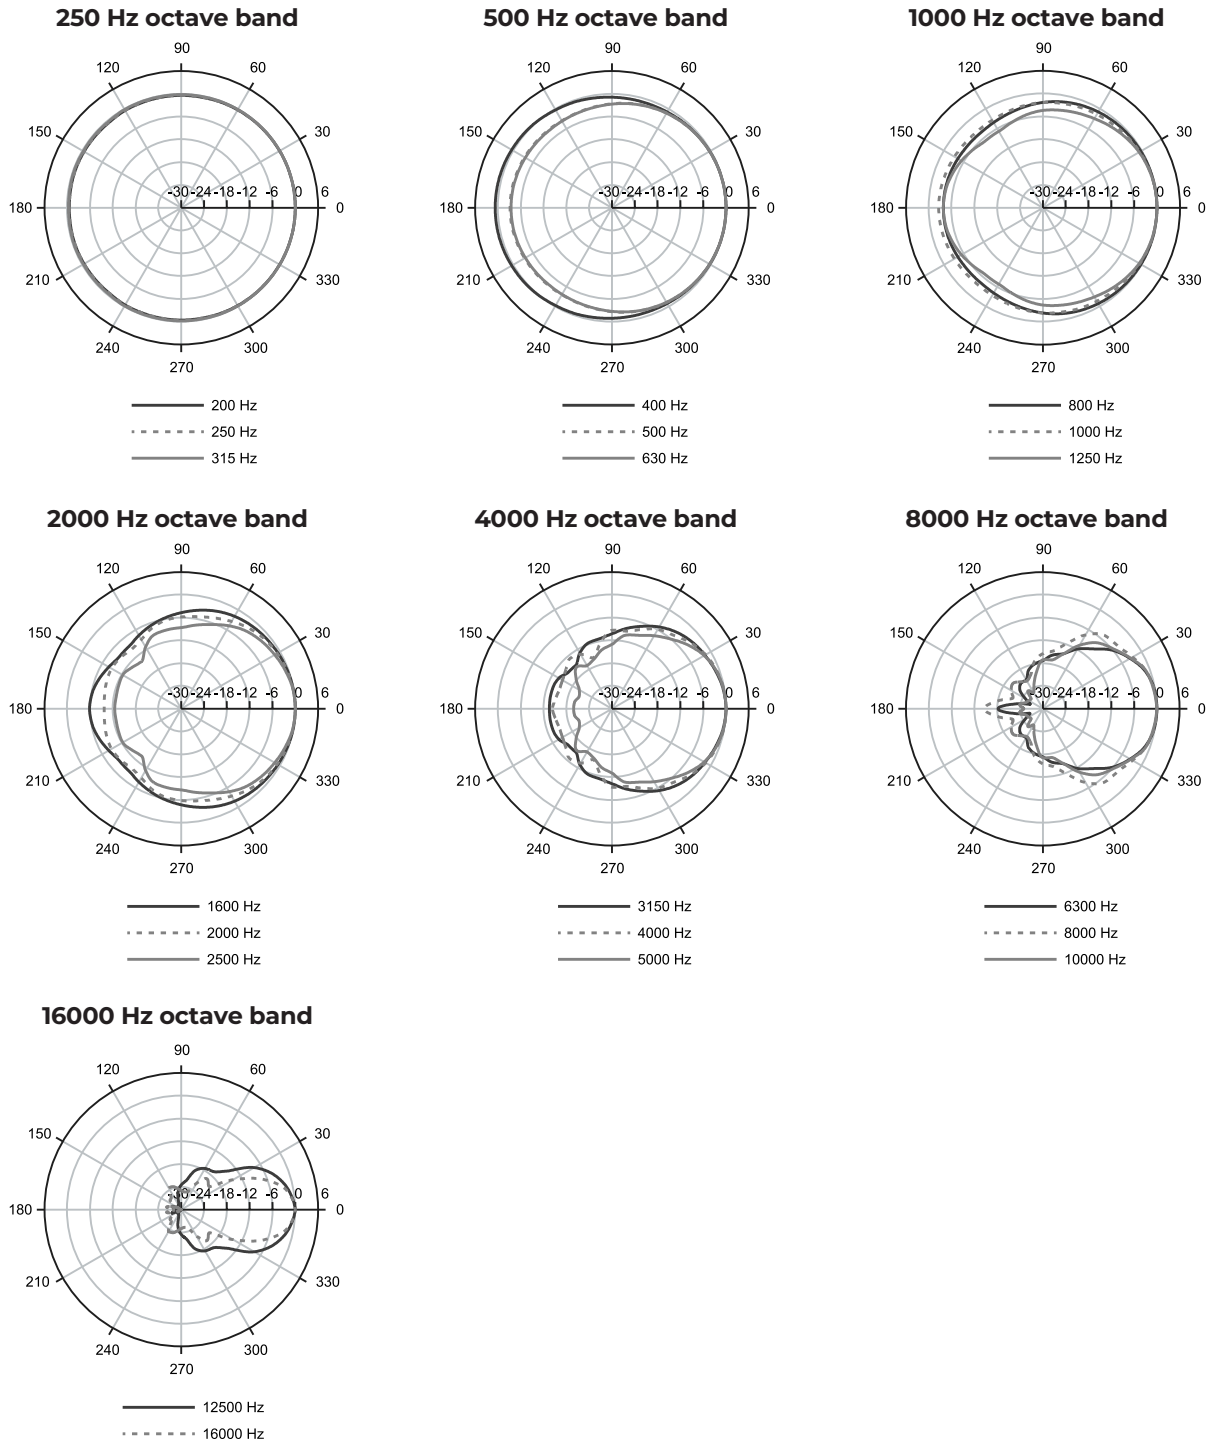 250 Hz octave band
90
120 60
150 30
-30 -24 -18 -12 -6 0 6
180 0
210 330
240 300
270
200 Hz
250 Hz
315 Hz
500 Hz octave band
90
120 60
150 30
-30 -24 -18 -12 -6 0 6
180 0
210 330
240 300
270
400 Hz
500 Hz
630 Hz
1000 Hz octave band
90
120 60
150 30
-30 -24 -18 -12 -6 0 6
180 0
210 330
240 300
270
800 Hz
1000 Hz
1250 Hz
2000 Hz octave band
90
120 60
150 30
-30 -24 -18 -12 -6 0 6
180 0
210 330
240 300
270
1600 Hz
2000 Hz
2500 Hz
4000 Hz octave band
90
120 60
150 30
-30 -24 -18 -12 -6 0 6
180 0
210 330
240 300
270
3150 Hz
4000 Hz
5000 Hz
8000 Hz octave band
90
120 60
150 30
-30 -24 -18 -12 -6 0 6
180 0
210 330
240 300
270
6300 Hz
8000 Hz
10000 Hz
16000 Hz octave band
90
120 60
150 30
-30 -24 -18 -12 -6 0 6
180 0
210 330
240 300
270
12500 Hz
16000 Hz